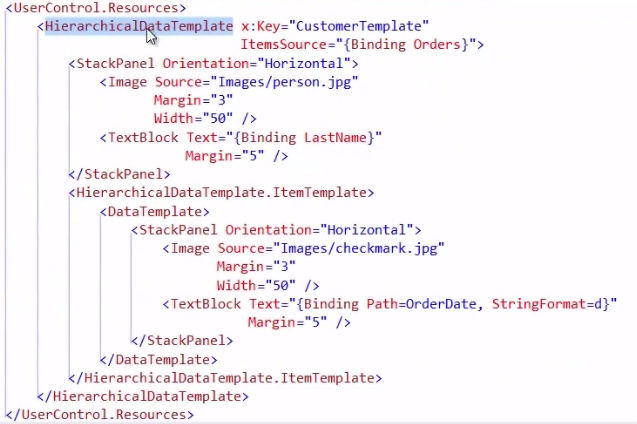 <UserControl.Resources>
<HierarchicalDataTemplate x:Key="CustomerTemplate"
ItemsSource="{Binding Orders}">
<StackPanel Orientation="Horizontal">
<Image Source="Images/person.jpg"
Margin="3"
Width="50" />
<TextBlock Text="{Binding LastName}"
Margin="5" />
</StackPanel>
<HierarchicalDataTemplate.ItemTemplate>
<DataTemplate>
<StackPanel Orientation="Horizontal">
<Image Source="Images/checkmark.jpg"
Margin="3"
Width="50" />
<TextBlock Text="{Binding Path=OrderDate, StringFormat=d}"
Margin="5" />
</StackPanel>
</DataTemplate>
</HierarchicalDataTemplate.ItemTemplate>
</HierarchicalDataTemplate>
</UserControl.Resources>